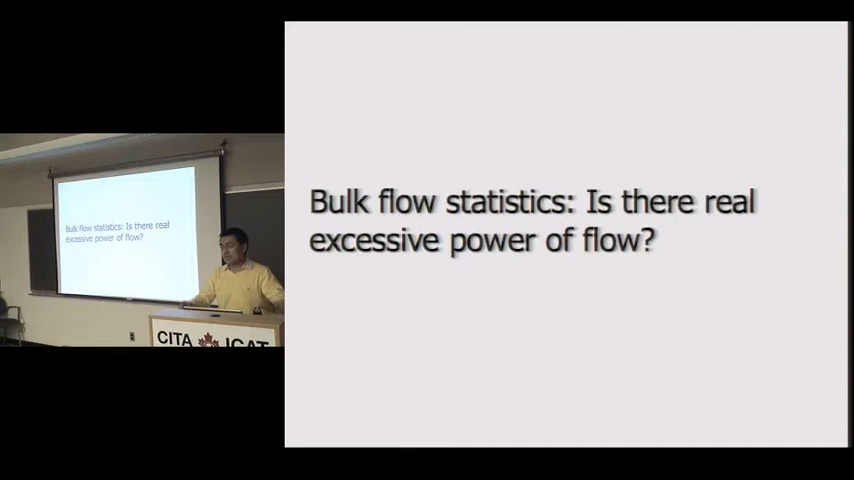 Bulk flow statistics: Is there real
excessive power of flow?
Bulk flow statistics: Is there real
excessive power of flow?
CITA ICAT